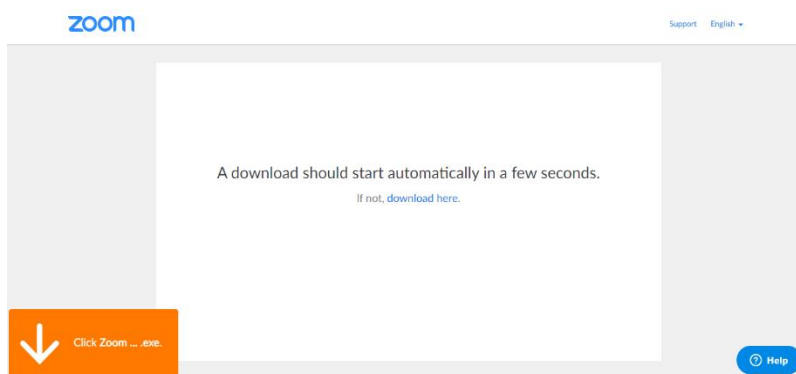 zoom
Support English
A download should start automatically in a few seconds.
If not, download here.
Click Zoom ... .exe.
Help